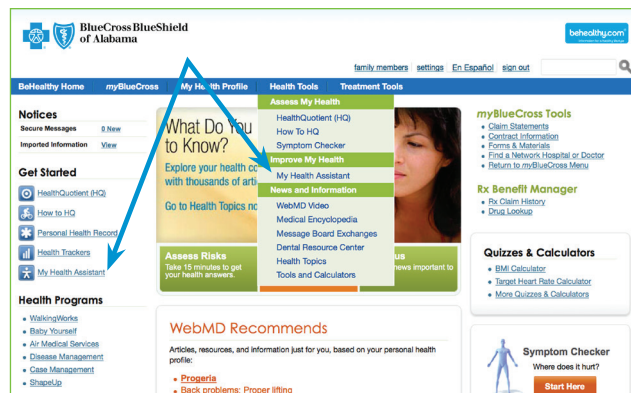 BlueCross BlueShield
of Alabama
behealthy.com
family members settings En Español sign out
BeHealthy Home myBlueCross My Health Profile Health Tools Treatment Tools
Notices
Secure Messages 0 New
Imported Information View
Get Started
HealthQuotient (HQ)
How to HQ
Personal Health Record
Health Trackers
My Health Assistant
Health Programs
WalkingWorks
Baby Yourself
Air Medical Services
Disease Management
Case Management
ShapeUp
What Do You
to Know?
Explore your health co
with thousands of arti
Go to Health Topics no
Assess My Health
HealthQuotient (HQ)
How To HQ
Symptom Checker
Improve My Health
My Health Assistant
News and Information
WebMD Video
Medical Encyclopedia
Message Board Exchanges
Dental Resource Center
Health Topics
Tools and Calculators
Assess Risks
Take 15 minutes to get
your health answers.
us
news important to
WebMD Recommends
Articles, resources, and information just for you, based on your personal health
profile:
Progeria
Back problems: Proper lifting
myBlueCross Tools
Claim Statements
Contract Information
Forms & Materials
Find a Network Hospital or Doctor
Return to myBlueCross Menu
Rx Benefit Manager
Rx Claim History
Drug Lookup
Quizzes & Calculators
BMI Calculator
Target Heart Rate Calculator
More Quizzes & Calculators
Symptom Checker
Where does it hurt?
Start Here